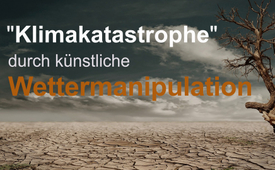 "Klimakatastrophe"
durch künstliche
Wettermanipulation